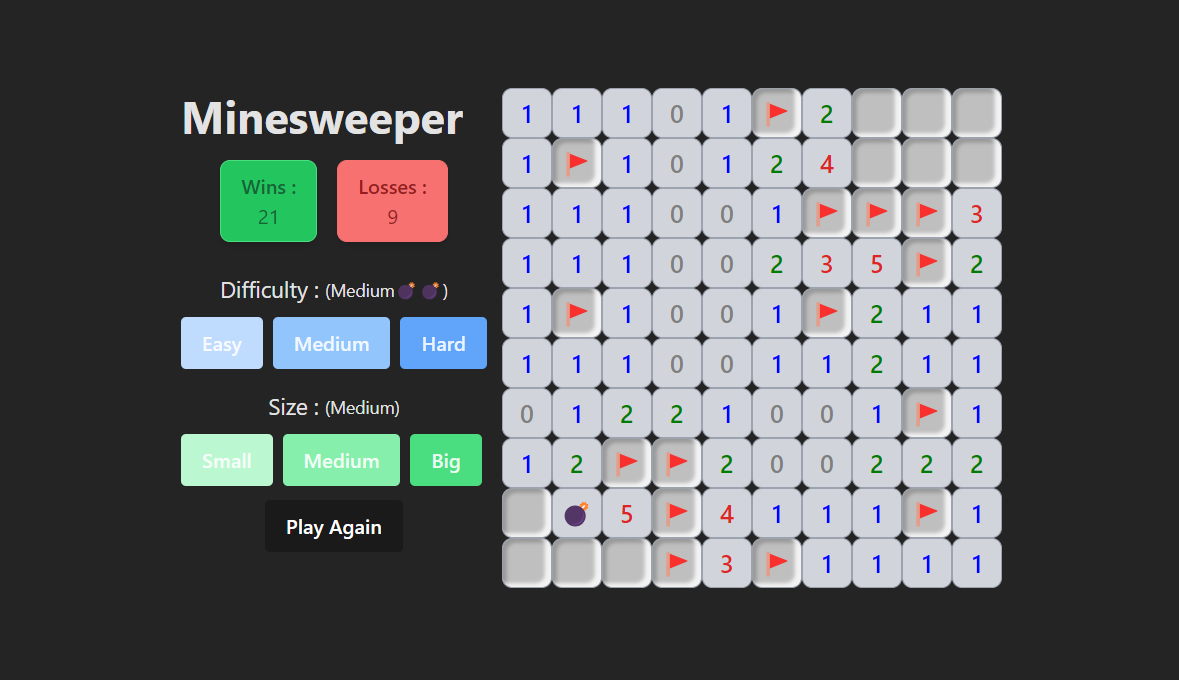 Minesweeper
Wins :
21
Losses :
9
Difficulty : (Medium 💣 💣 )
Easy
Medium
Hard
Size : (Medium)
Small
Medium
Big
Play Again
1 1 1 0 1 2
1 1 0 1 2 4
1 1 1 0 0 1 3
1 1 1 0 0 2 3 5 2
1 1 0 0 1 2 1 1
1 1 1 0 0 1 1 2 1 1
0 1 2 2 1 0 0 1 1
1 2 2 0 0 2 2 2
5 4 1 1 1 1
3 1 1 1 1